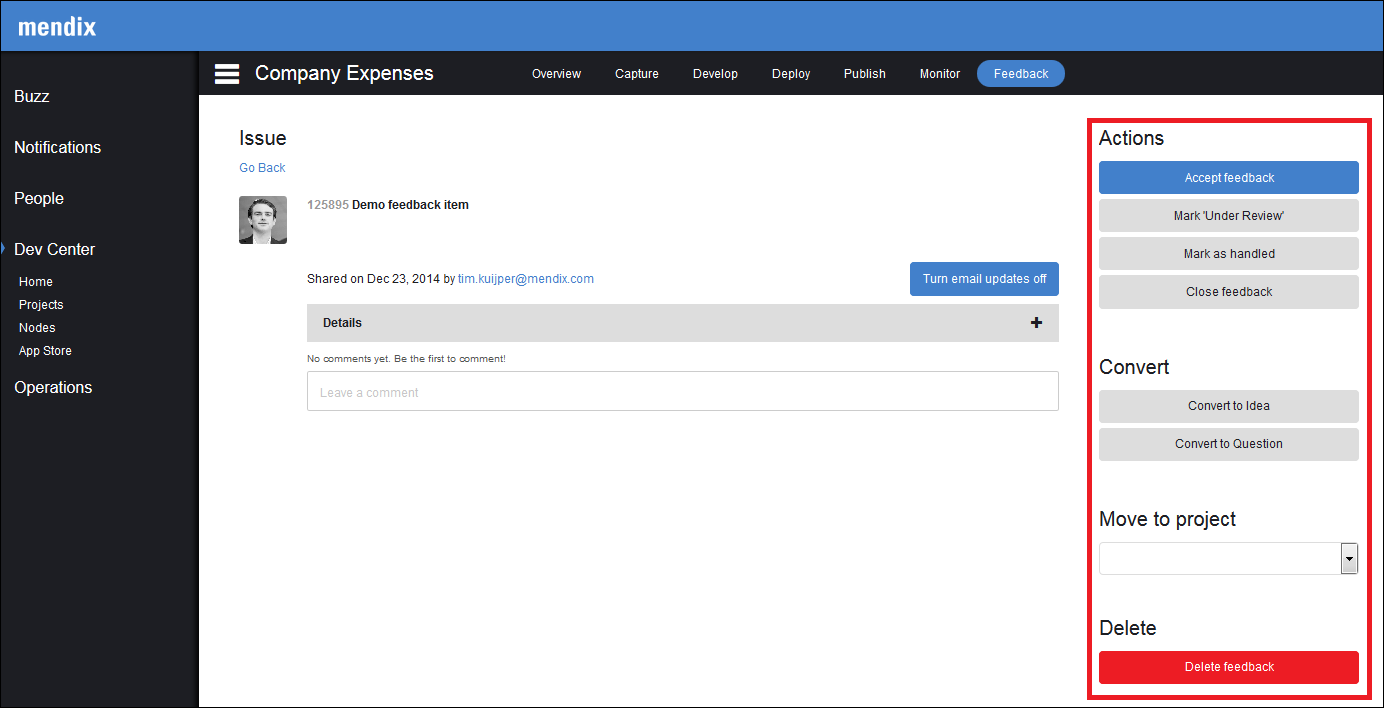 mendix
Buzz
Notifications
People
Dev Center
Home
Projects
Nodes
App Store
Operations
Company Expenses
Overview
Capture
Develop
Deploy
Publish
Monitor
Feedback
Issue
Go Back
125895 Demo feedback item
Shared on Dec 23, 2014 by tim.kuijper@mendix.com
Turn email updates off
Details
No comments yet. Be the first to comment!
Leave a comment
Actions
Accept feedback
Mark 'Under Review'
Mark as handled
Close feedback
Convert
Convert to Idea
Convert to Question
Move to project
Delete
Delete feedback